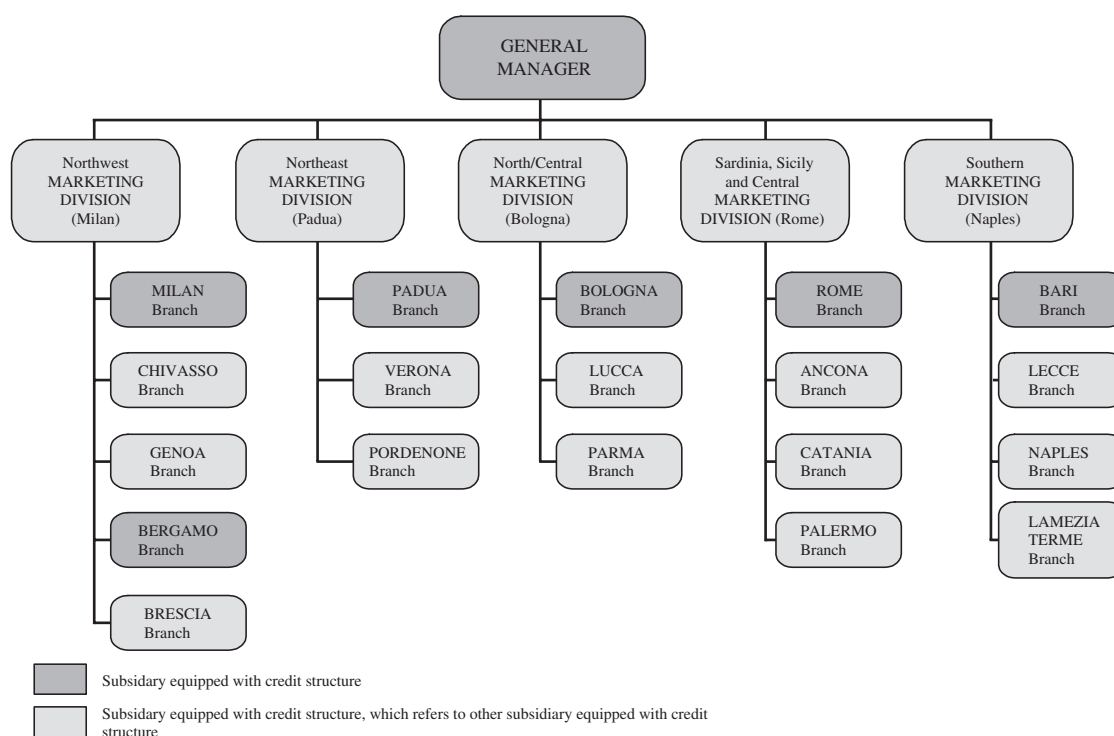 GENERAL
MANAGER
Northwest
MARKETING
DIVISION
(Milan)
Northeast
MARKETING
DIVISION
(Padua)
North/Central
MARKETING
DIVISION
(Bologna)
Sardinia, Sicily
and Central
MARKETING
DIVISION (Rome)
Southern
MARKETING
DIVISION
(Naples)
MILAN
Branch
CHIVASSO
Branch
GENOA
Branch
BERGAMO
Branch
BRESCIA
Branch
PADUA
Branch
VERONA
Branch
PORDENONE
Branch
BOLOGNA
Branch
LUCCA
Branch
PARMA
Branch
ROME
Branch
ANCONA
Branch
CATANIA
Branch
PALERMO
Branch
BARI
Branch
LECCE
Branch
NAPLES
Branch
LAMEZIA
TERME
Branch
Subsidary equipped with credit structure
Subsidary equipped with credit structure, which refers to other subsidiary equipped with credit
structure